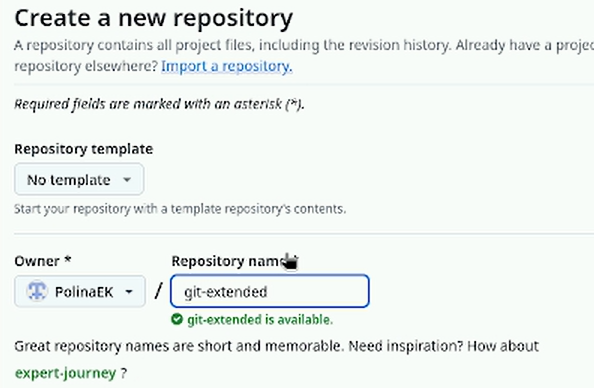 Create a new repository
A repository contains all project files, including the revision history. Already have a projec
repository elsewhere? Import a repository.
Required fields are marked with an asterisk (*).
Repository template
No template
Start your repository with a template repository's contents.
Owner * Repository name
PolinaEK / git-extended
git-extended is available.
Great repository names are short and memorable. Need inspiration? How about
expert-journey ?